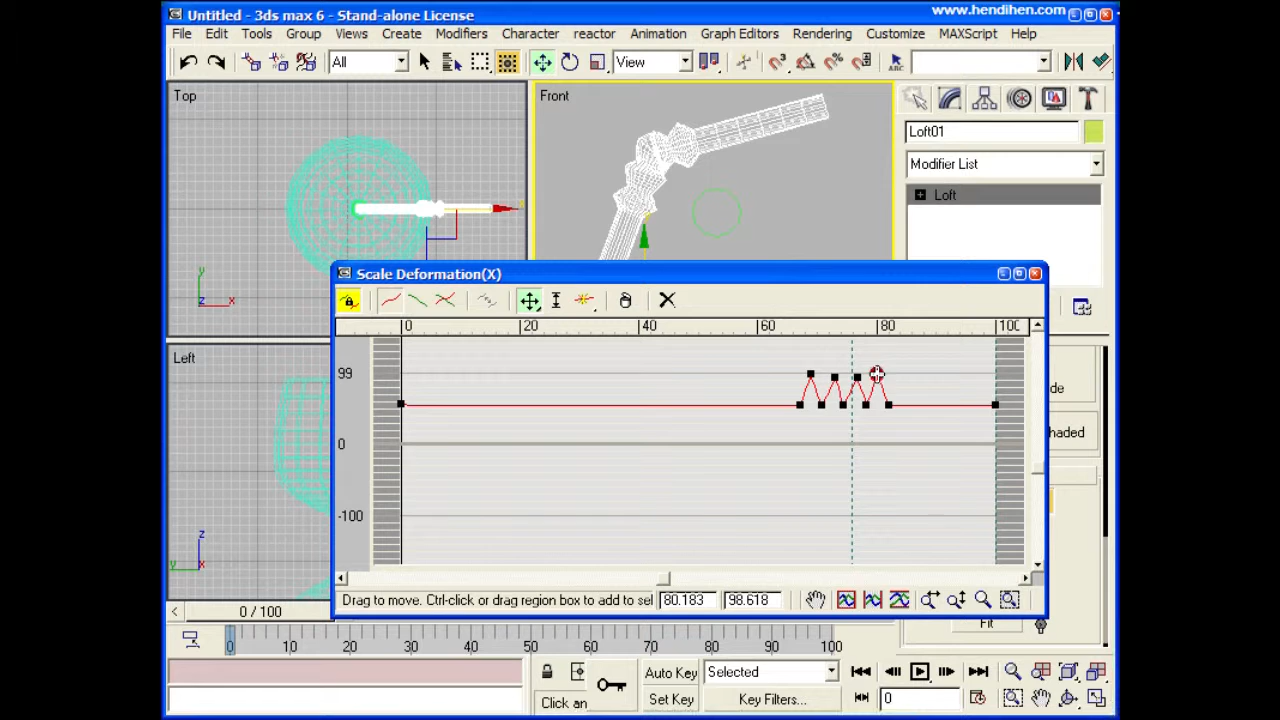 www.hendihen.com
Untitled - 3ds max 6 - Stand-alone License
File Edit Tools Group Views Create Modifiers Character reactor Animation Graph Editors Rendering Customize MAXScript Help
All View ABC
Top
Front
Loft01
Modifier List
Loft
y
x
z
x
Scale Deformation(X)
0 20 40 60 80 100
99
0
-100
de
haded
Left
z
y
x
Drag to move. Ctrl-click or drag region box to add to sel 80.183 98.618
0 / 100
Fit
0 10 20 30 40 50 60 70 80 90 100
Auto Key Selected
Click an Set Key Key Filters... 0